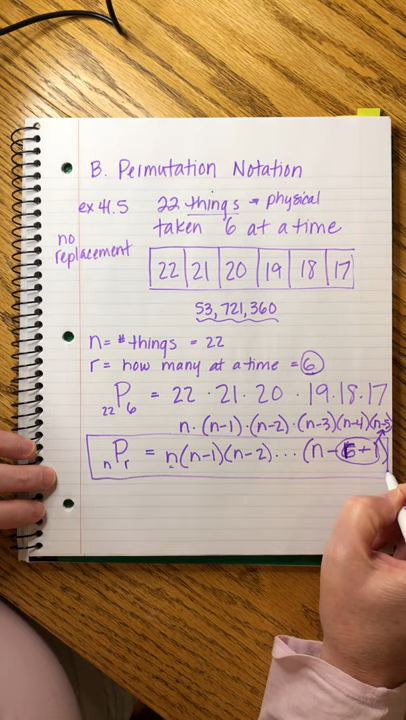 B. Permutation Notation
ex 41.5 22 things → physical
taken 6 at a time
no
replacement
22 21 20 19 18 17
53,721,360
n = # things = 22
r = how many at a time = 6
22P6 = 22 · 21 · 20 · 19 · 18 · 17
n · (n-1) · (n-2) · (n-3)(n-4)(n-5)
nPr = n(n-1)(n-2) ··· (n-r+1)